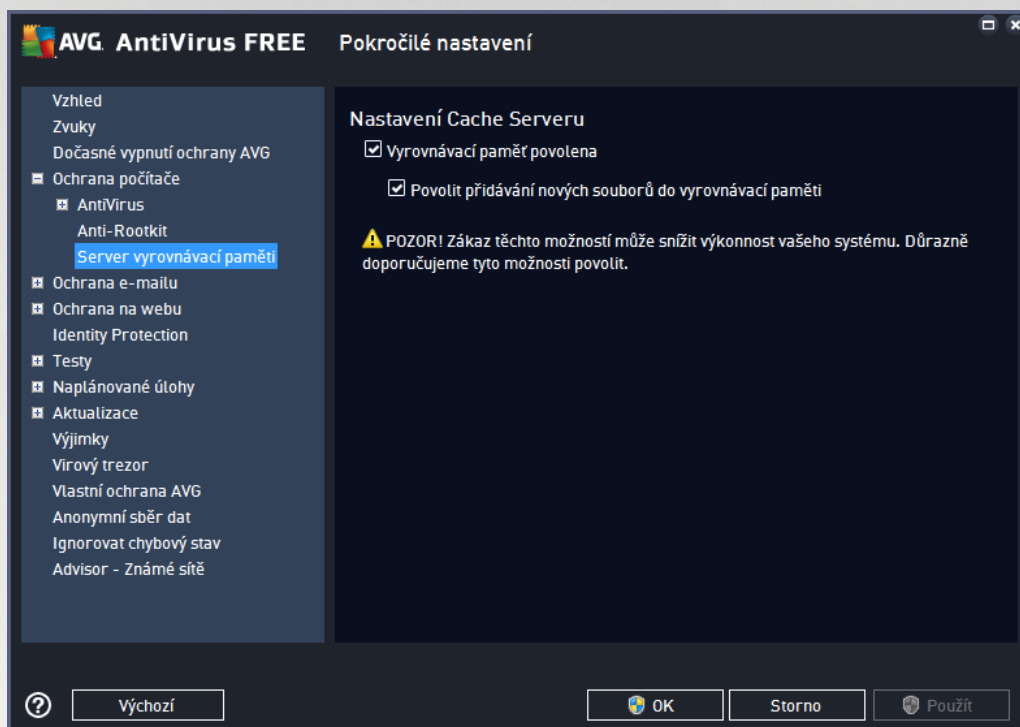 AVG. AntiVirus FREE
Pokročilé nastavení
Vzhled
Zvuky
Dočasné vypnutí ochrany AVG
Ochrana počítače
AntiVirus
Anti-Rootkit
Server vyrovnávací paměti
Ochrana e-mailu
Ochrana na webu
Identity Protection
Testy
Naplánované úlohy
Aktualizace
Výjimky
Virový trezor
Vlastní ochrana AVG
Anonymní sběr dat
Ignorovat chybový stav
Advisor - Známé sítě
Nastavení Cache Serveru
Vyrovnávací paměť povolena
Povolit přidávání nových souborů do vyrovnávací paměti
POZOR! Zákaz těchto možností může snížit výkonnost vašeho systému. Důrazně
doporučujeme tyto možnosti povolit.
Výchozí
OK
Storno
Použít